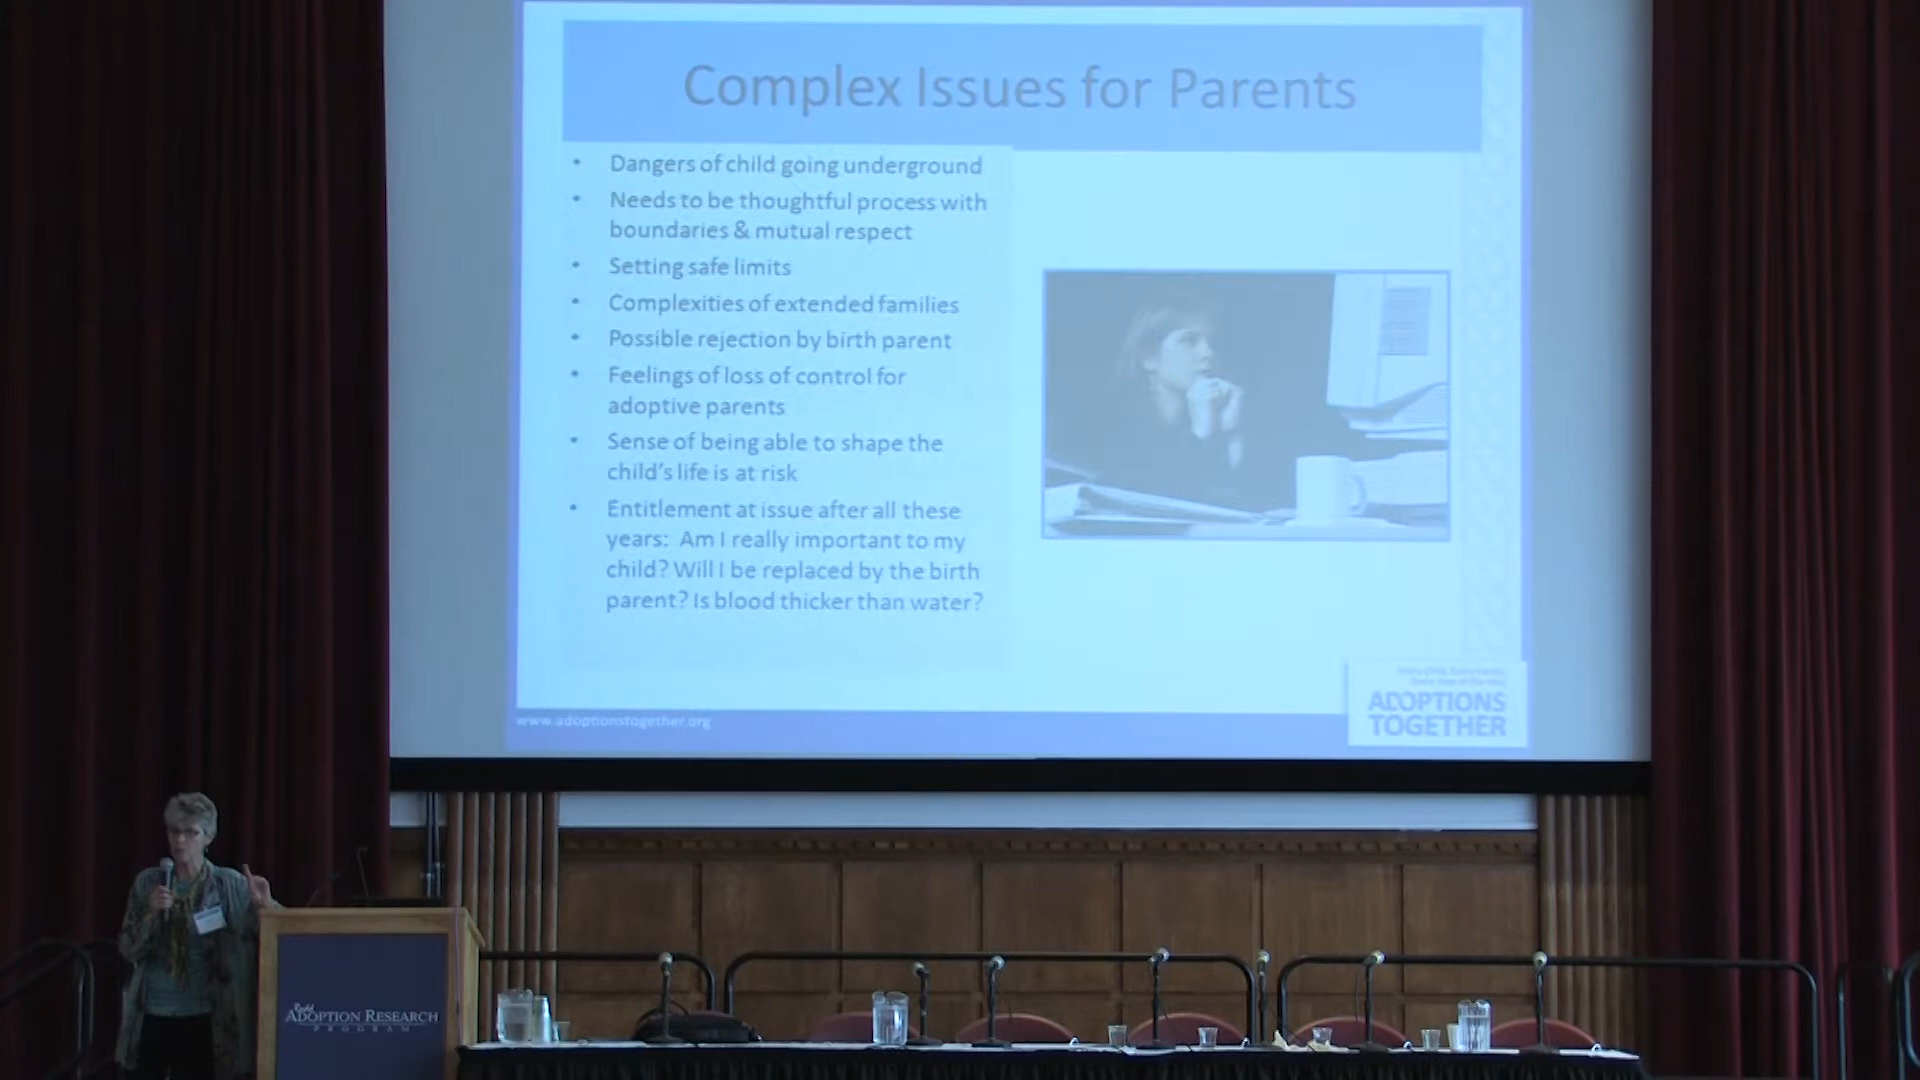 Complex Issues for Parents
• Dangers of child going underground
• Needs to be thoughtful process with
boundaries & mutual respect
• Setting safe limits
• Complexities of extended families
• Possible rejection by birth parent
• Feelings of loss of control for
adoptive parents
• Sense of being able to shape the
child's life is at risk
• Entitlement at issue after all these
years: Am I really important to my
child? Will I be replaced by the birth
parent? Is blood thicker than water?
www.adoptionstogether.org
ADOPTIONS
TOGETHER
Rudd
ADOPTION RESEARCH
PROGRAM